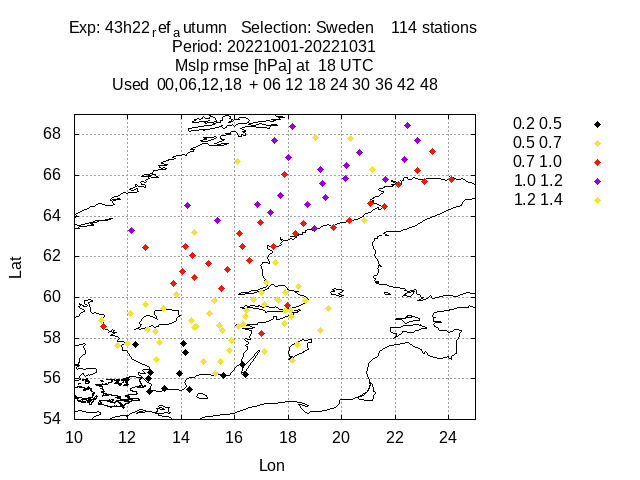 Exp: 43h22refautumn Selection: Sweden 114 stations
Period: 20221001-20221031
Mslp rmse [hPa] at 18 UTC
Used 00,06,12,18 + 06 12 18 24 30 36 42 48
0.2 0.5
0.5 0.7
0.7 1.0
1.0 1.2
1.2 1.4
Lat
68
66
64
62
60
58
56
54
10 12 14 16 18 20 22 24
Lon